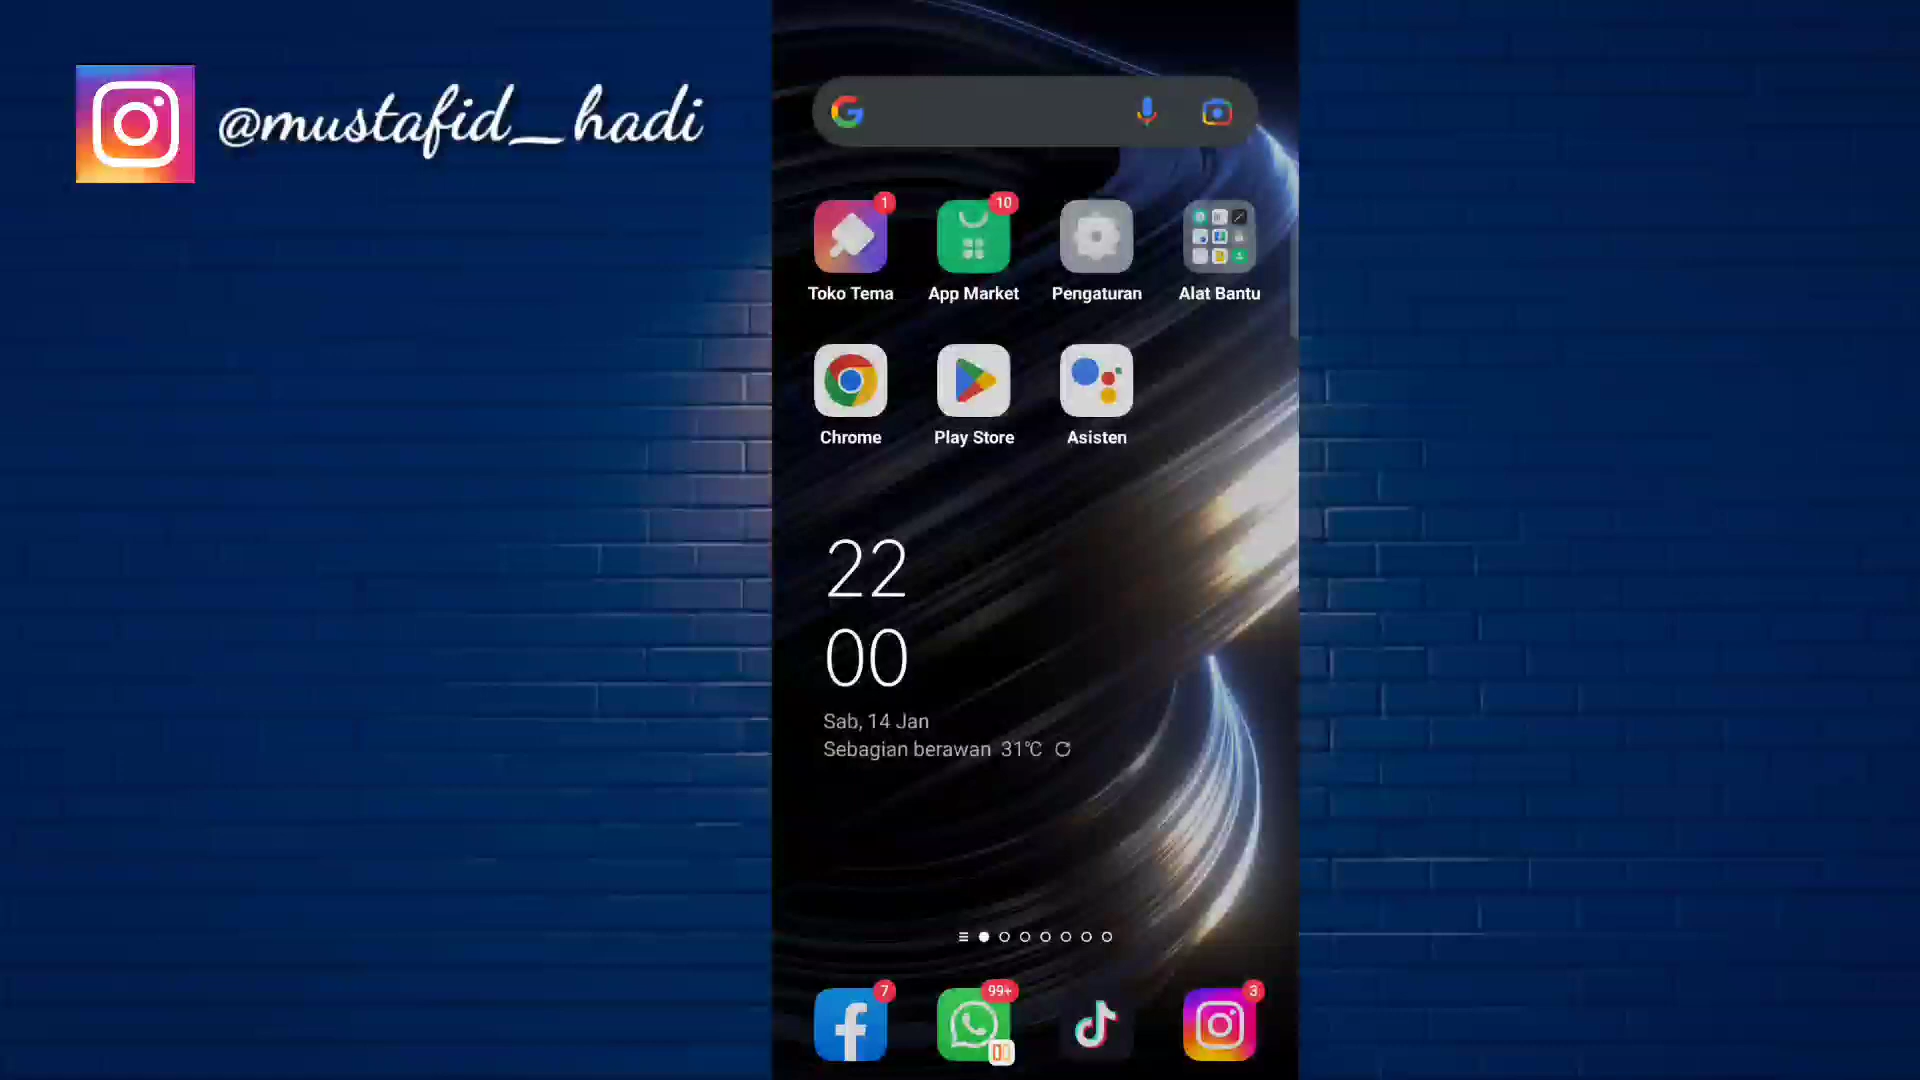 @mustafid_hadi
1
10
Toko Tema
App Market
Pengaturan
Alat Bantu
Chrome
Play Store
Asisten
22
00
Sab, 14 Jan
Sebagian berawan 31°C
7
99+
3